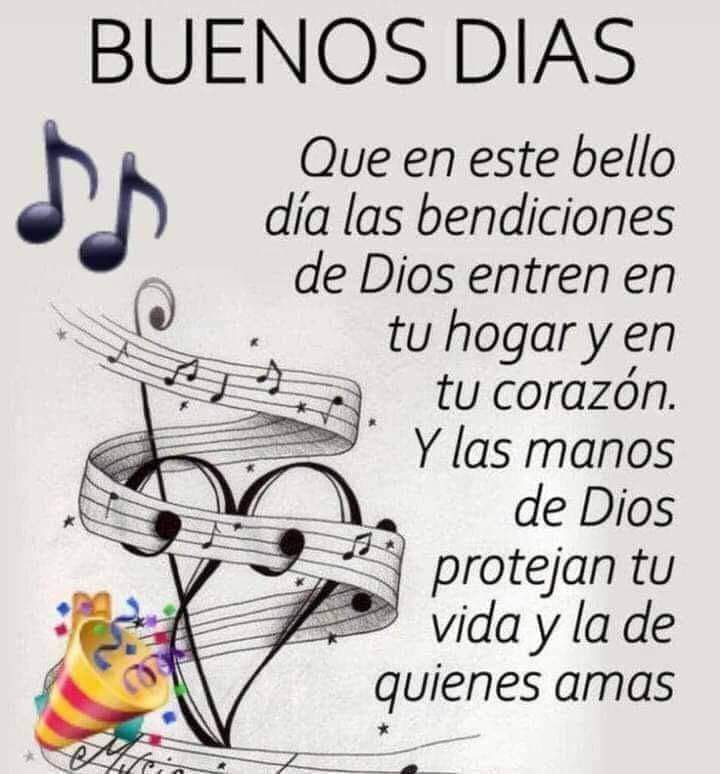 BUENOS DIAS
Que en este bello
día las bendiciones
de Dios entren en
tu hogar y en
tu corazón.
Y las manos
de Dios
protejan tu
vida y la de
quienes amas